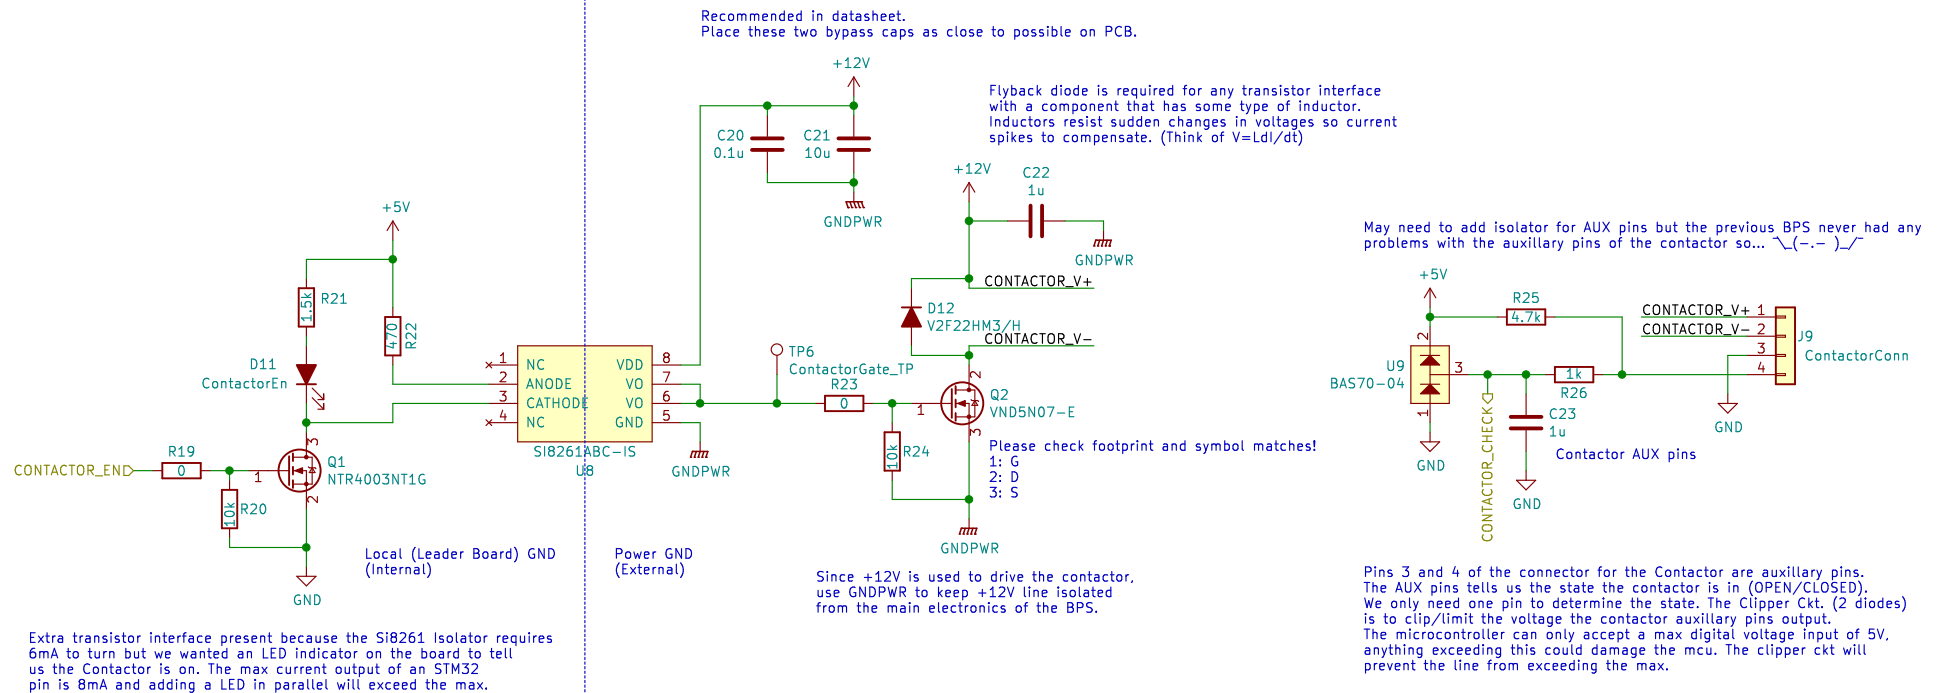 Recommended in datasheet.
Place these two bypass caps as close to possible on PCB.
+12V
C20
0.1u
C21
10u
GNDPWR
Flyback diode is required for any transistor interface
with a component that has some type of inductor.
Inductors resist sudden changes in voltages so current
spikes to compensate. (Think of V=LdI/dt)
+12V
C22
1u
GNDPWR
CONTACTOR_V+
D12
V2F22HM3/H
CONTACTOR_V-
+5V
R21
1.5k
R22
470
D11
ContactorEn
1 NC
2 ANODE
3 CATHODE
4 NC
VDD 8
VO 7
VO 6
GND 5
SI8261ABC-IS
U8
GNDPWR
TP6
ContactorGate_TP
R23
0
1
2
3
Q2
VND5N07-E
R24
10k
Please check footprint and symbol matches!
1: G
2: D
3: S
GNDPWR
CONTACTOR_EN
R19
0
1
3
2
Q1
NTR4003NT1G
R20
10k
GND
Local (Leader Board) GND
(Internal)
Power GND
(External)
Since +12V is used to drive the contactor,
use GNDPWR to keep +12V line isolated
from the main electronics of the BPS.
Extra transistor interface present because the Si8261 Isolator requires
6mA to turn but we wanted an LED indicator on the board to tell
us the Contactor is on. The max current output of an STM32
pin is 8mA and adding a LED in parallel will exceed the max.
May need to add isolator for AUX pins but the previous BPS never had any
problems with the auxillary pins of the contactor so... ¯\_(-.- )_/¯
+5V
R25
4.7k
CONTACTOR_V+
CONTACTOR_V-
1
2
3
4
J9
ContactorConn
U9
BAS70-04
2
3
1
R26
1k
C23
1u
CONTACTOR_CHECK
GND
GND
GND
Contactor AUX pins
Pins 3 and 4 of the connector for the Contactor are auxillary pins.
The AUX pins tells us the state the contactor is in (OPEN/CLOSED).
We only need one pin to determine the state. The Clipper Ckt. (2 diodes)
is to clip/limit the voltage the contactor auxillary pins output.
The microcontroller can only accept a max digital voltage input of 5V,
anything exceeding this could damage the mcu. The clipper ckt will
prevent the line from exceeding the max.